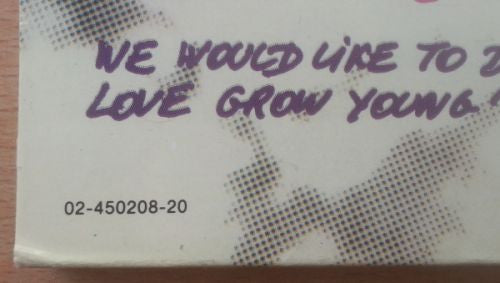 WE WOULD LIKE TO
LOVE GROW YOUNG
02-450208-20